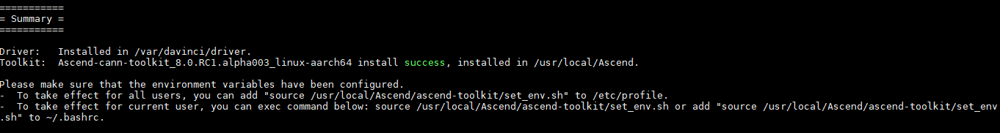 ===========
= Summary =
===========
Driver:   Installed in /var/davinci/driver.
Toolkit:  Ascend-cann-toolkit_8.0.RC1.alpha003_linux-aarch64 install success, installed in /usr/local/Ascend.
Please make sure that the environment variables have been configured.
-  To take effect for all users, you can add "source /usr/local/Ascend/ascend-toolkit/set_env.sh" to /etc/profile.
-  To take effect for current user, you can exec command below: source /usr/local/Ascend/ascend-toolkit/set_env.sh or add "source /usr/local/Ascend/ascend-toolkit/set_env
.sh" to ~/.bashrc.